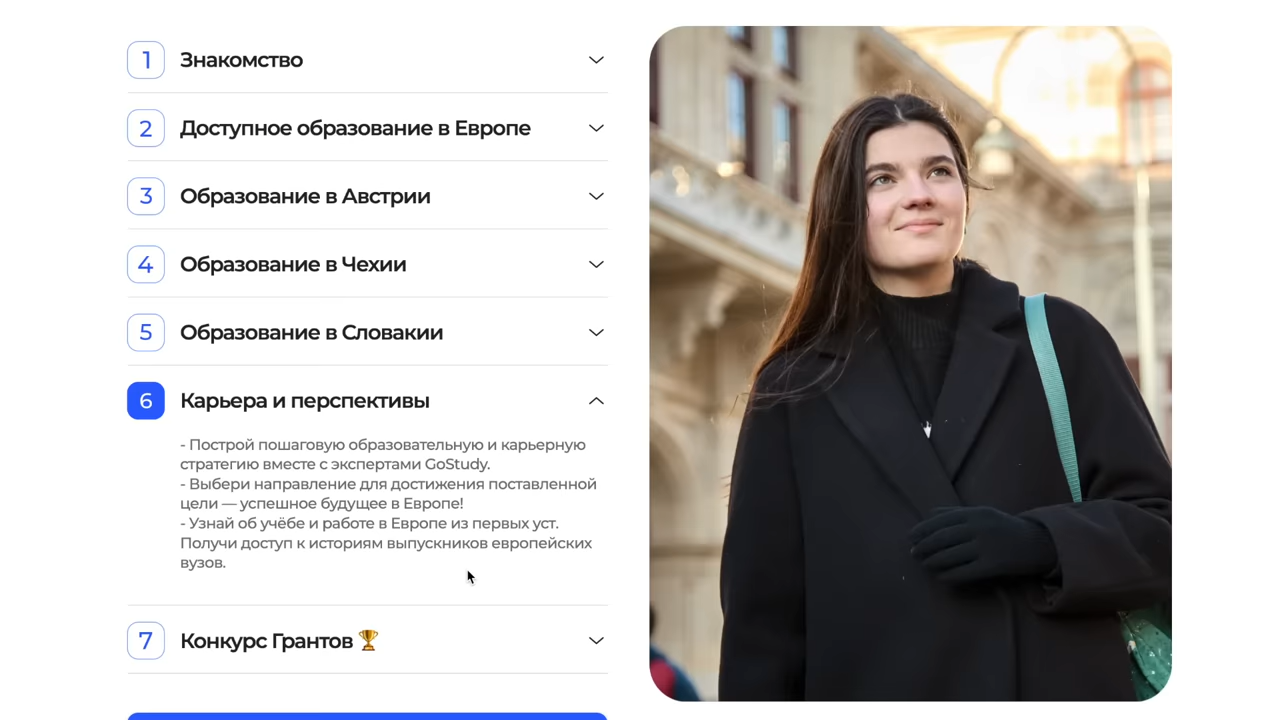 1 Знакомство
2 Доступное образование в Европе
3 Образование в Австрии
4 Образование в Чехии
5 Образование в Словакии
6 Карьера и перспективы
- Построй пошаговую образовательную и карьерную
стратегию вместе с экспертами GoStudy.
- Выбери направление для достижения поставленной
цели — успешное будущее в Европе!
- Узнай об учёбе и работе в Европе из первых уст.
Получи доступ к историям выпускников европейских
вузов.
7 Конкурс Грантов 🏆